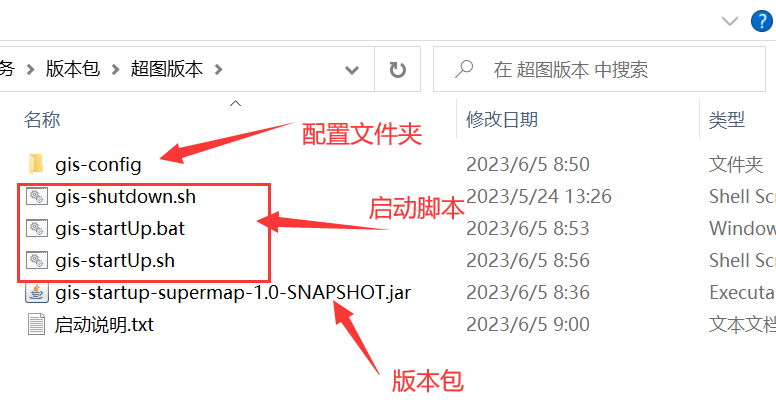 务 › 版本包 › 超图版本 ›
在 超图版本 中搜索
名称 修改日期 类型
配置文件夹
gis-config 2023/6/5 8:50 文件夹
gis-shutdown.sh 2023/5/24 13:26 Shell Scr
启动脚本
gis-startUp.bat 2023/6/5 8:53 Window
gis-startUp.sh 2023/6/5 8:56 Shell Scr
gis-startup-supermap-1.0-SNAPSHOT.jar 2023/6/5 8:36 Executa
启动说明.txt 2023/6/5 9:00 文本文档
版本包